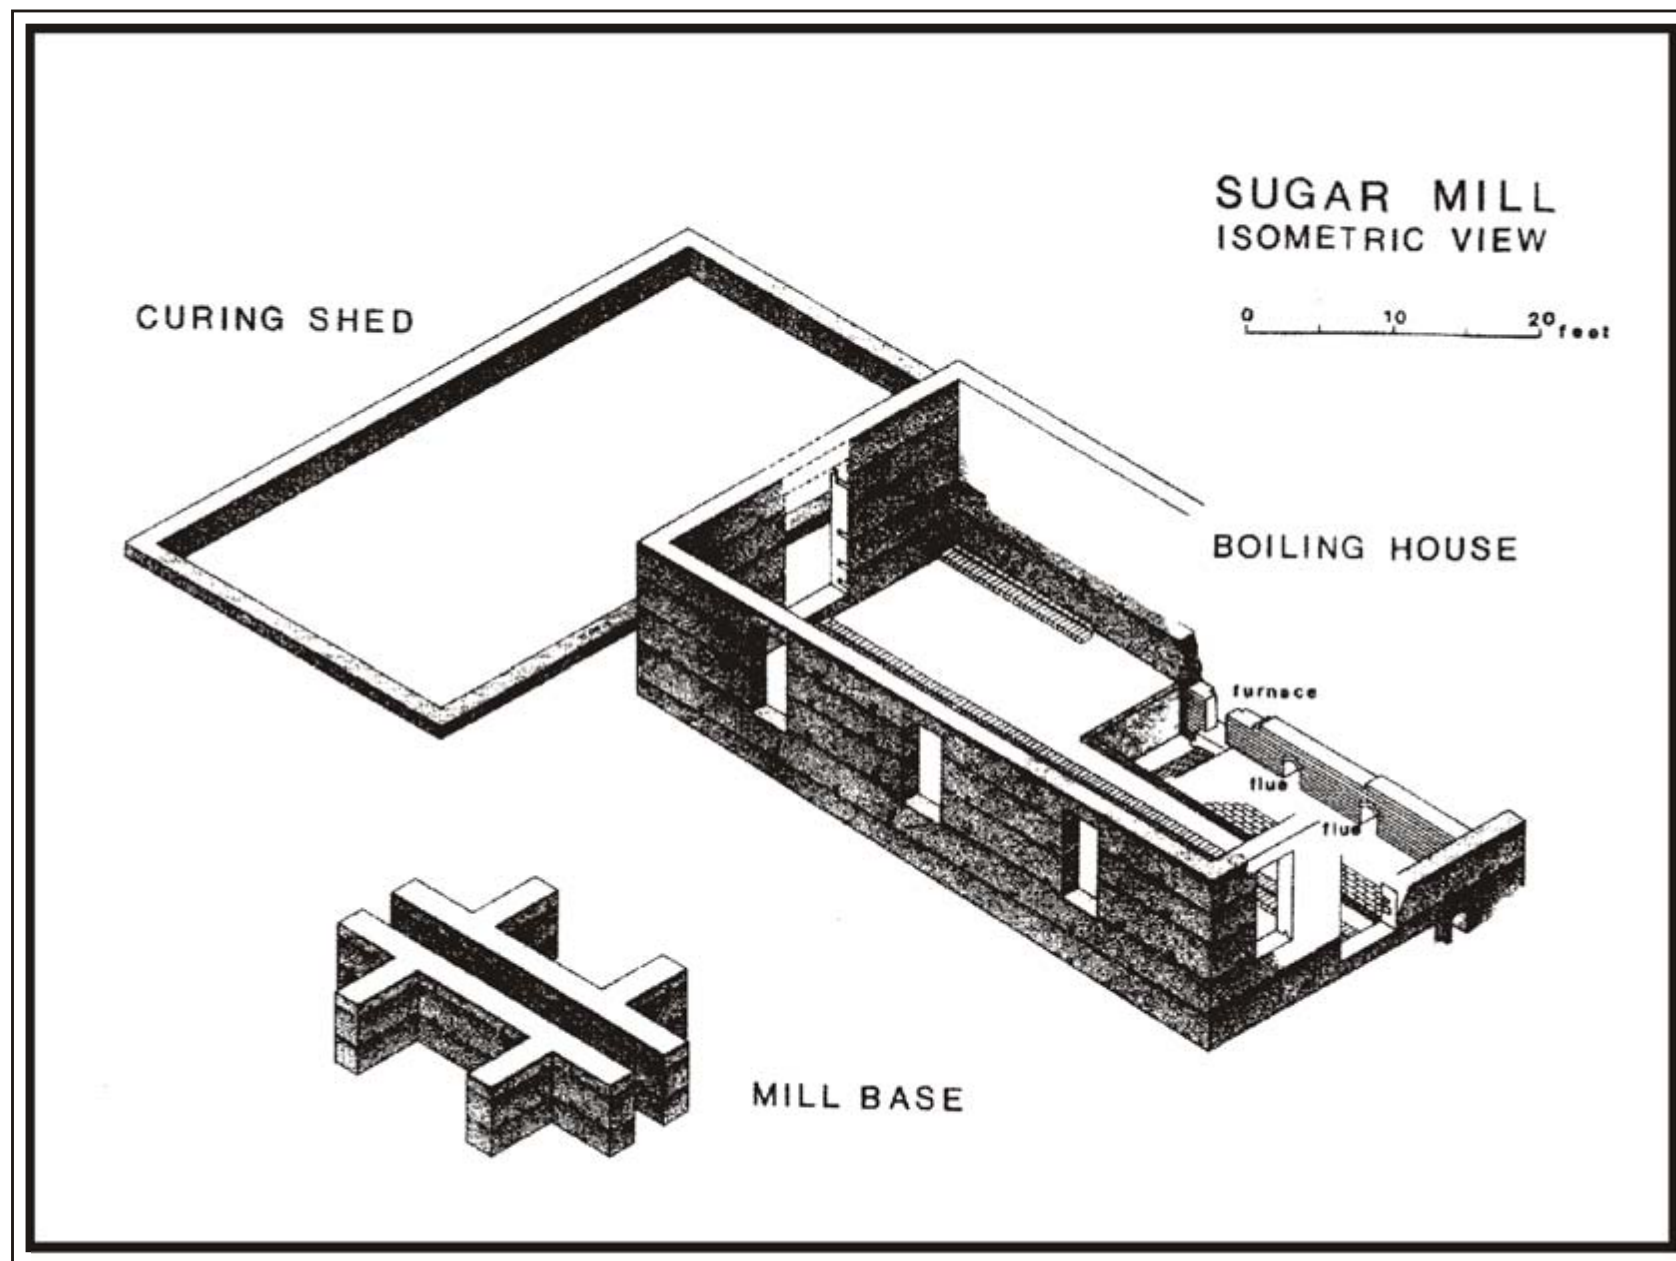 SUGAR MILL
ISOMETRIC VIEW
CURING SHED
0 10 20 feet
BOILING HOUSE
furnace
flue
flue
MILL BASE